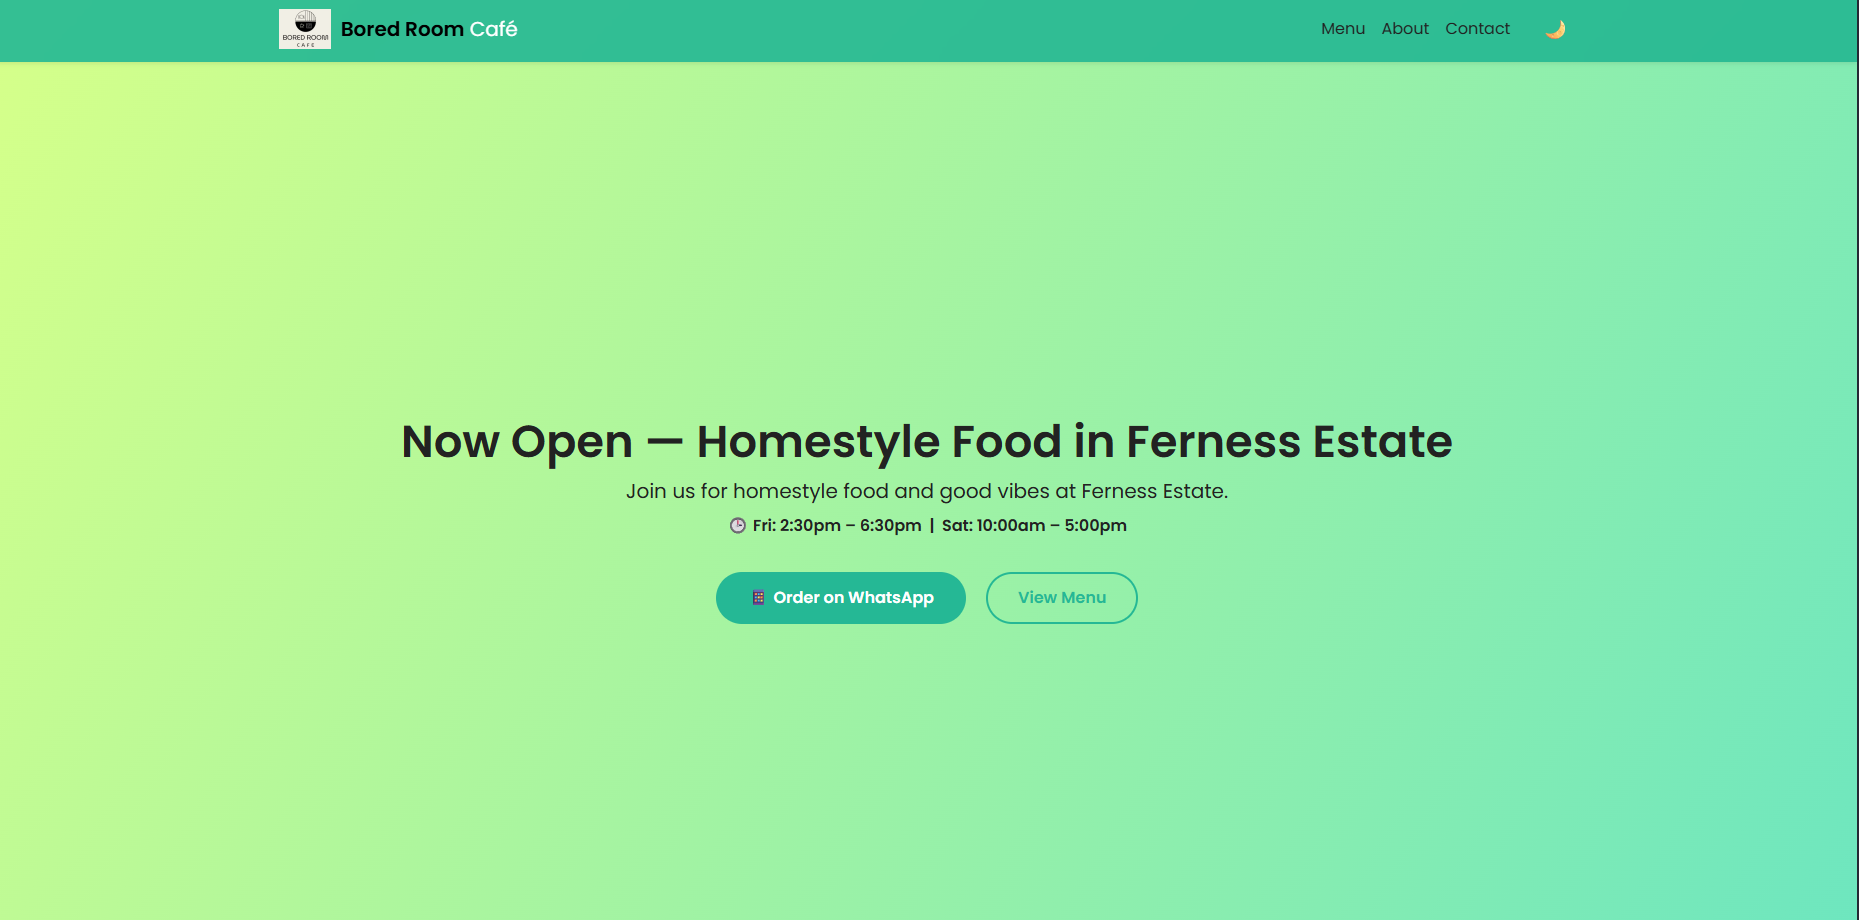 BORED ROOM
CAFE
Bored Room Café
Menu About Contact
Now Open — Homestyle Food in Ferness Estate
Join us for homestyle food and good vibes at Ferness Estate.
Fri: 2:30pm – 6:30pm | Sat: 10:00am – 5:00pm
Order on WhatsApp
View Menu